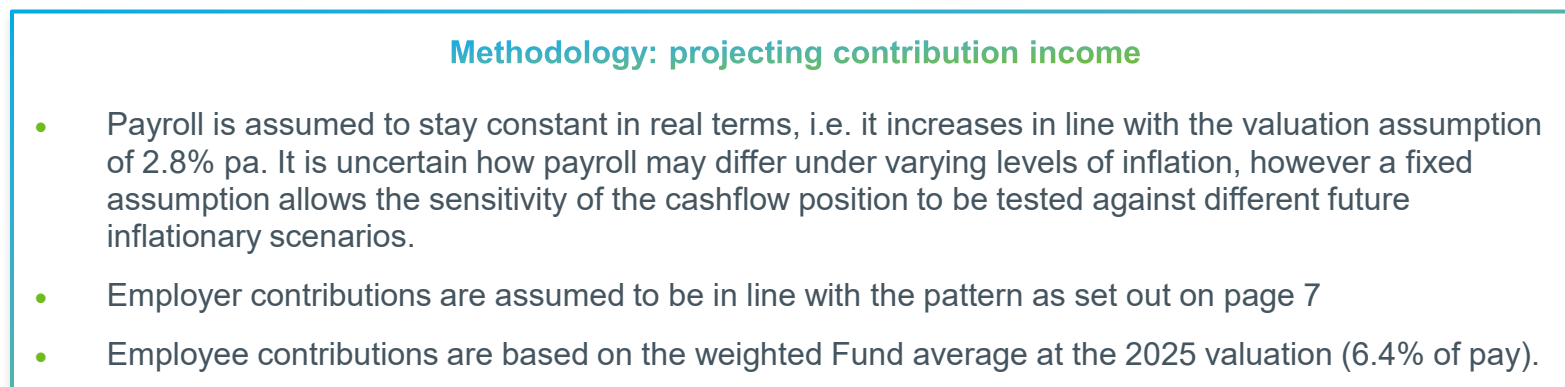 Methodology: projecting contribution income
• Payroll is assumed to stay constant in real terms, i.e. it increases in line with the valuation assumption
of 2.8% pa. It is uncertain how payroll may differ under varying levels of inflation, however a fixed
assumption allows the sensitivity of the cashflow position to be tested against different future
inflationary scenarios.
• Employer contributions are assumed to be in line with the pattern as set out on page 7
• Employee contributions are based on the weighted Fund average at the 2025 valuation (6.4% of pay).